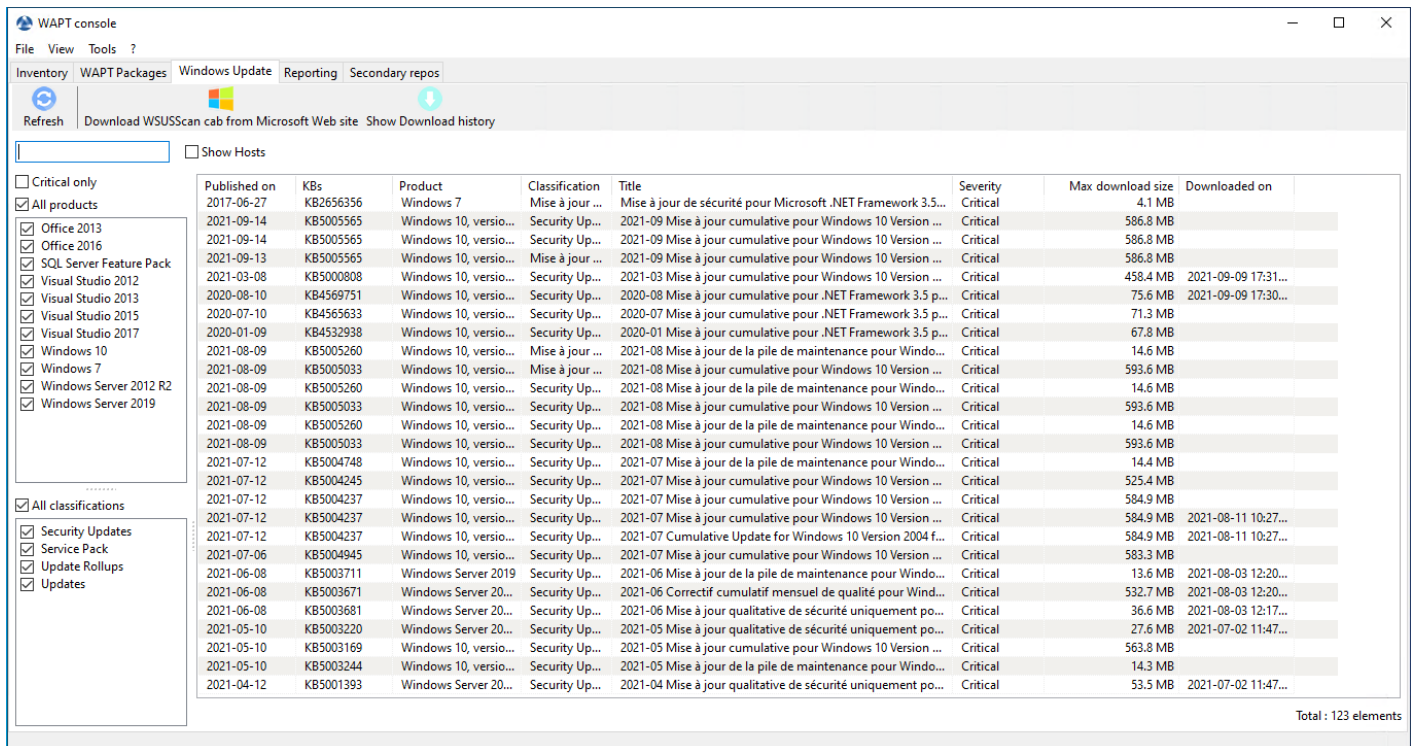 WAPT console
File View Tools ?
Inventory WAPT Packages Windows Update Reporting Secondary repos
Refresh Download WSUSScan cab from Microsoft Web site Show Download history
Show Hosts
Critical only
All products
Office 2013
Office 2016
SQL Server Feature Pack
Visual Studio 2012
Visual Studio 2013
Visual Studio 2015
Visual Studio 2017
Windows 10
Windows 7
Windows Server 2012 R2
Windows Server 2019
All classifications
Security Updates
Service Pack
Update Rollups
Updates
Published on KBs Product Classification Title Severity Max download size Downloaded on
2017-06-27 KB2656356 Windows 7 Mise à jour ... Mise à jour de sécurité pour Microsoft .NET Framework 3.5... Critical 4.1 MB
2021-09-14 KB5005565 Windows 10, versio... Security Up... 2021-09 Mise à jour cumulative pour Windows 10 Version ... Critical 586.8 MB
2021-09-14 KB5005565 Windows 10, versio... Security Up... 2021-09 Mise à jour cumulative pour Windows 10 Version ... Critical 586.8 MB
2021-09-13 KB5005565 Windows 10, versio... Mise à jour ... 2021-09 Mise à jour cumulative pour Windows 10 Version ... Critical 586.8 MB
2021-03-08 KB5000808 Windows 10, versio... Security Up... 2021-03 Mise à jour cumulative pour Windows 10 Version ... Critical 458.4 MB 2021-09-09 17:31...
2020-08-10 KB4569751 Windows 10, versio... Security Up... 2020-08 Mise à jour cumulative pour .NET Framework 3.5 p... Critical 75.6 MB 2021-09-09 17:30...
2020-07-10 KB4565633 Windows 10, versio... Security Up... 2020-07 Mise à jour cumulative pour .NET Framework 3.5 p... Critical 71.3 MB
2020-01-09 KB4532938 Windows 10, versio... Security Up... 2020-01 Mise à jour cumulative pour .NET Framework 3.5 p... Critical 67.8 MB
2021-08-09 KB5005260 Windows 10, versio... Mise à jour ... 2021-08 Mise à jour de la pile de maintenance pour Windo... Critical 14.6 MB
2021-08-09 KB5005033 Windows 10, versio... Mise à jour ... 2021-08 Mise à jour cumulative pour Windows 10 Version ... Critical 593.6 MB
2021-08-09 KB5005260 Windows 10, versio... Security Up... 2021-08 Mise à jour de la pile de maintenance pour Windo... Critical 14.6 MB
2021-08-09 KB5005033 Windows 10, versio... Security Up... 2021-08 Mise à jour cumulative pour Windows 10 Version ... Critical 593.6 MB
2021-08-09 KB5005260 Windows 10, versio... Security Up... 2021-08 Mise à jour de la pile de maintenance pour Windo... Critical 14.6 MB
2021-08-09 KB5005033 Windows 10, versio... Security Up... 2021-08 Mise à jour cumulative pour Windows 10 Version ... Critical 593.6 MB
2021-07-12 KB5004748 Windows 10, versio... Security Up... 2021-07 Mise à jour de la pile de maintenance pour Windo... Critical 14.4 MB
2021-07-12 KB5004245 Windows 10, versio... Security Up... 2021-07 Mise à jour cumulative pour Windows 10 Version ... Critical 525.4 MB
2021-07-12 KB5004237 Windows 10, versio... Security Up... 2021-07 Mise à jour cumulative pour Windows 10 Version ... Critical 584.9 MB
2021-07-12 KB5004237 Windows 10, versio... Security Up... 2021-07 Mise à jour cumulative pour Windows 10 Version ... Critical 584.9 MB 2021-08-11 10:27...
2021-07-12 KB5004237 Windows 10, versio... Security Up... 2021-07 Cumulative Update for Windows 10 Version 2004 f... Critical 584.9 MB 2021-08-11 10:27...
2021-07-06 KB5004945 Windows 10, versio... Security Up... 2021-07 Mise à jour cumulative pour Windows 10 Version ... Critical 583.3 MB
2021-06-08 KB5003711 Windows Server 2019 Security Up... 2021-06 Mise à jour de la pile de maintenance pour Windo... Critical 13.6 MB 2021-08-03 12:20...
2021-06-08 KB5003671 Windows Server 20... Security Up... 2021-06 Correctif cumulatif mensuel de qualité pour Wind... Critical 532.7 MB 2021-08-03 12:20...
2021-06-08 KB5003681 Windows Server 20... Security Up... 2021-06 Mise à jour qualitative de sécurité uniquement po... Critical 36.6 MB 2021-08-03 12:17...
2021-05-10 KB5003220 Windows Server 20... Security Up... 2021-05 Mise à jour qualitative de sécurité uniquement po... Critical 27.6 MB 2021-07-02 11:47...
2021-05-10 KB5003169 Windows 10, versio... Security Up... 2021-05 Mise à jour cumulative pour Windows 10 Version ... Critical 563.8 MB
2021-05-10 KB5003244 Windows 10, versio... Security Up... 2021-05 Mise à jour de la pile de maintenance pour Windo... Critical 14.3 MB
2021-04-12 KB5001393 Windows Server 20... Security Up... 2021-04 Mise à jour qualitative de sécurité uniquement po... Critical 53.5 MB 2021-07-02 11:47...
Total : 123 elements